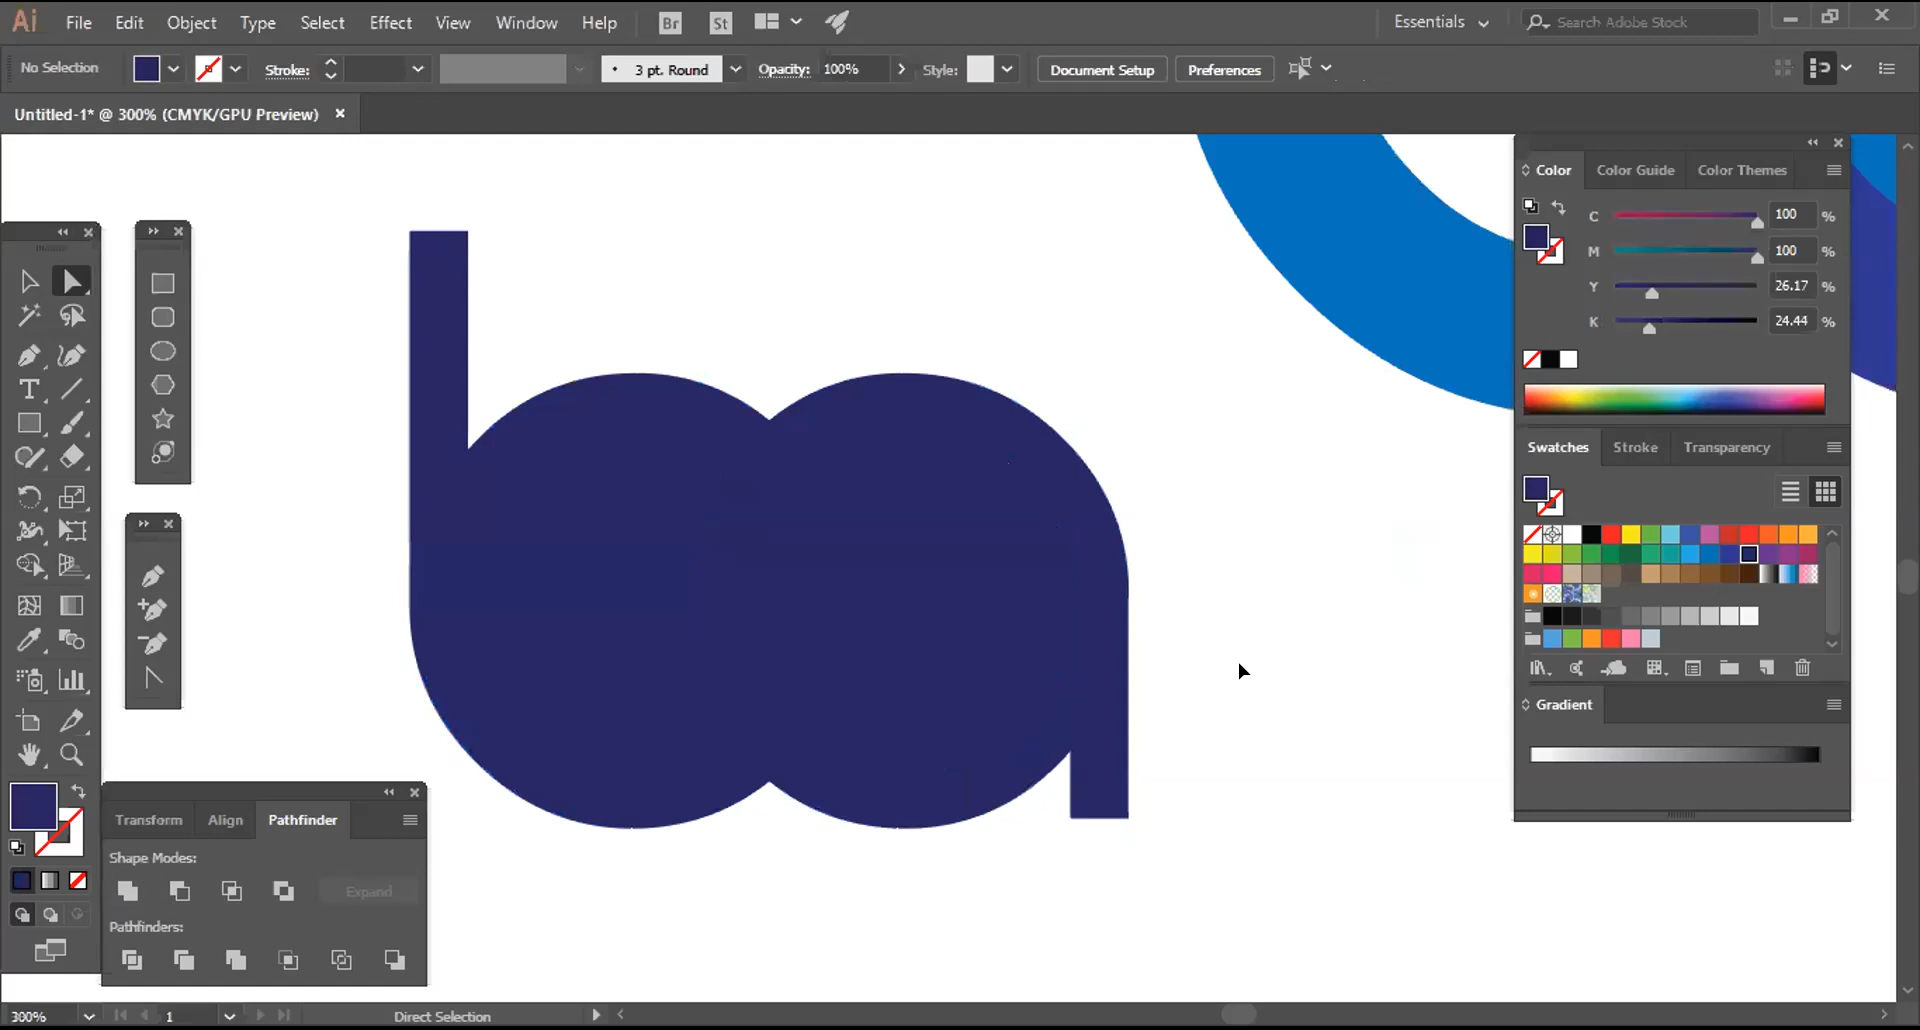 Ai File Edit Object Type Select Effect View Window Help Br St Essentials Search Adobe Stock
No Selection Stroke: 3 pt. Round Opacity: 100% Style: Document Setup Preferences
Untitled-1* @ 300% (CMYK/GPU Preview)
Color Color Guide Color Themes
C 100 %
M 100 %
Y 26.17 %
K 24.44 %
Swatches Stroke Transparency
Gradient
Transform Align Pathfinder
Shape Modes:
Expand
Pathfinders:
300% 1 Direct Selection